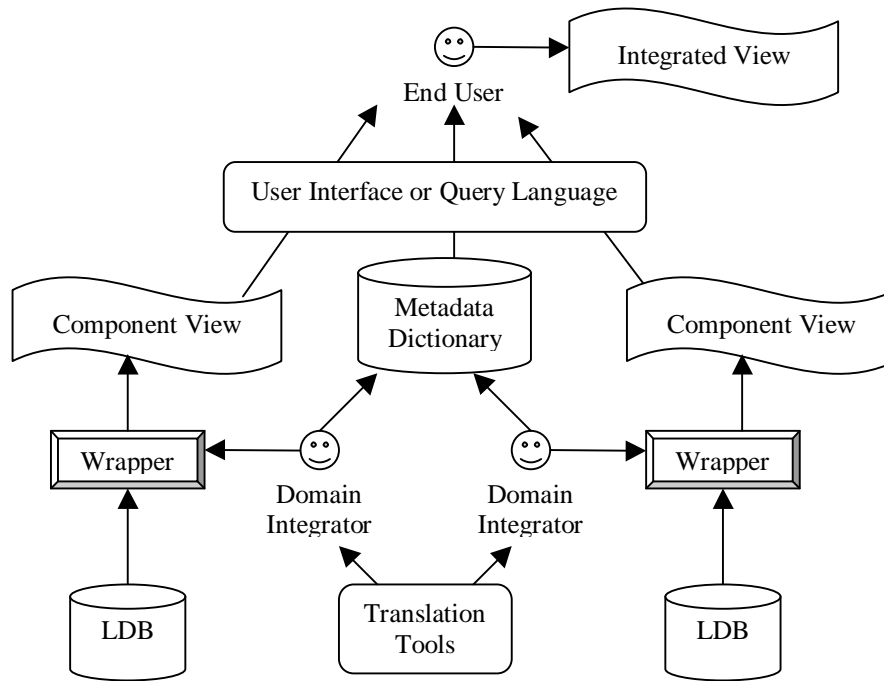 Integrated View
End User
User Interface or Query Language
Component View
Metadata
Dictionary
Component View
Wrapper
Wrapper
Domain
Integrator
Domain
Integrator
LDB
Translation
Tools
LDB